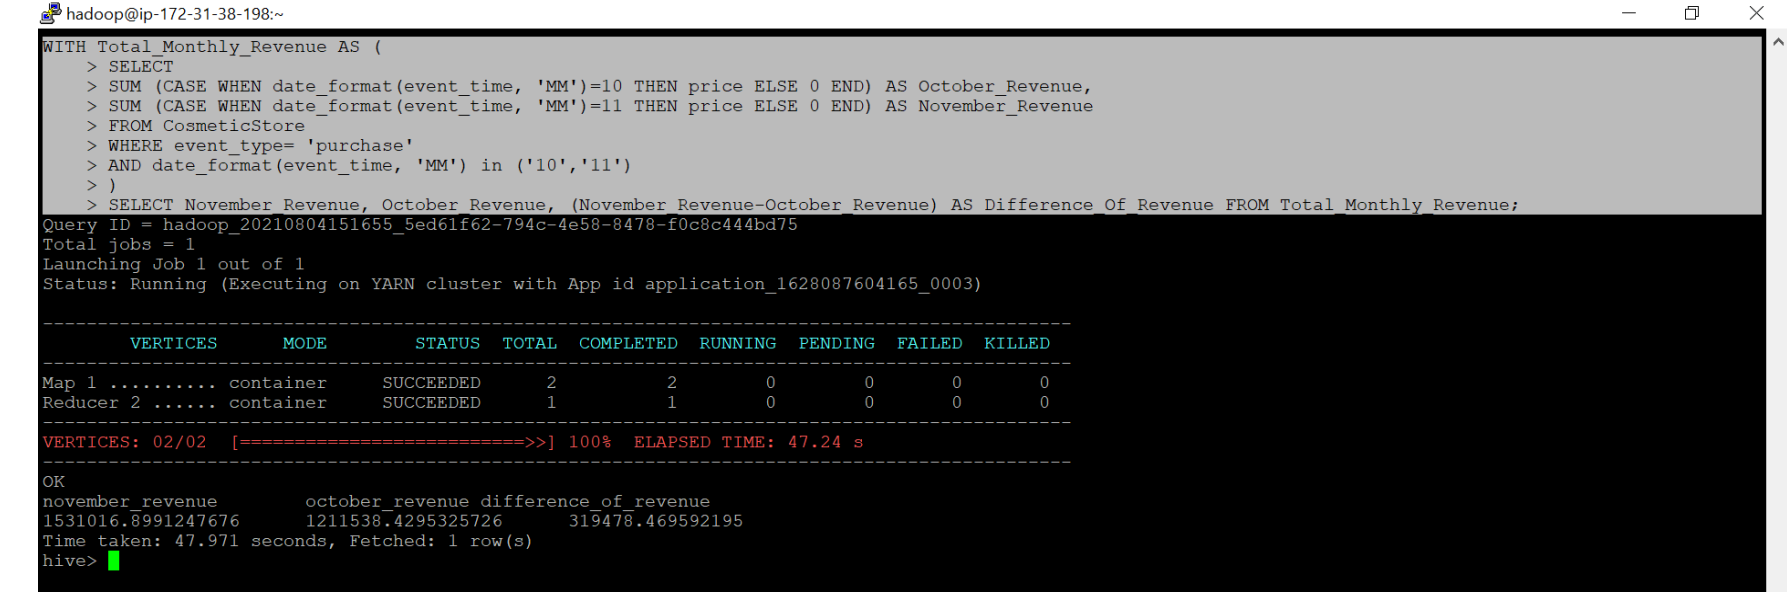 hadoop@ip-172-31-38-198:~
WITH Total_Monthly_Revenue AS (
    > SELECT
    > SUM (CASE WHEN date_format(event_time, 'MM')=10 THEN price ELSE 0 END) AS October_Revenue,
    > SUM (CASE WHEN date_format(event_time, 'MM')=11 THEN price ELSE 0 END) AS November_Revenue
    > FROM CosmeticStore
    > WHERE event_type= 'purchase'
    > AND date_format(event_time, 'MM') in ('10','11')
    > )
    > SELECT November_Revenue, October_Revenue, (November_Revenue-October_Revenue) AS Difference_Of_Revenue FROM Total_Monthly_Revenue;
Query ID = hadoop_20210804151655_5ed61f62-794c-4e58-8478-f0c8c444bd75
Total jobs = 1
Launching Job 1 out of 1
Status: Running (Executing on YARN cluster with App id application_1628087604165_0003)
----------------------------------------------------------------------------------------------
        VERTICES      MODE        STATUS  TOTAL  COMPLETED  RUNNING  PENDING  FAILED  KILLED
----------------------------------------------------------------------------------------------
Map 1 .......... container     SUCCEEDED      2          2        0        0       0       0
Reducer 2 ...... container     SUCCEEDED      1          1        0        0       0       0
----------------------------------------------------------------------------------------------
VERTICES: 02/02  [==========================>>] 100%  ELAPSED TIME: 47.24 s
----------------------------------------------------------------------------------------------
OK
november_revenue        october_revenue difference_of_revenue
1531016.8991247676      1211538.4295325726      319478.469592195
Time taken: 47.971 seconds, Fetched: 1 row(s)
hive>